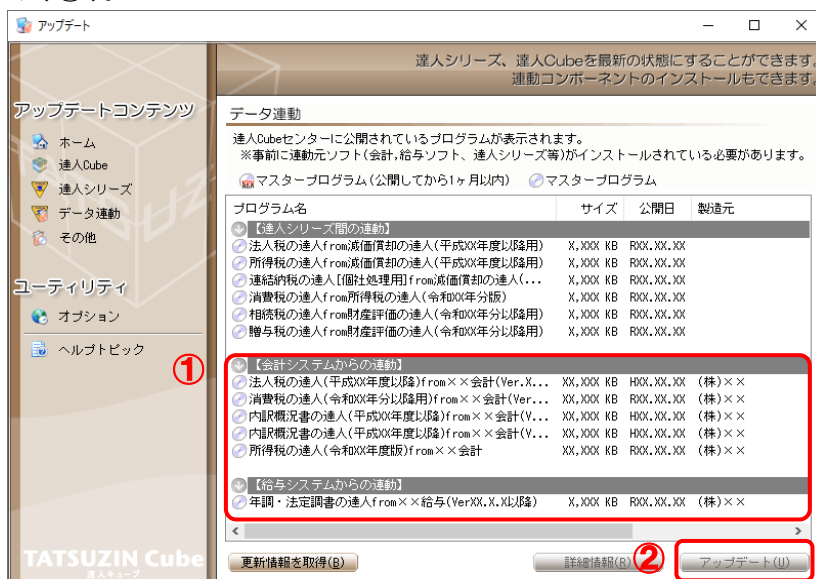 アップデート
達人シリーズ、達人Cubeを最新の状態にすることができます。
連動コンポーネントのインストールもできます。
アップデートコンテンツ
ホーム
達人Cube
達人シリーズ
データ連動
その他
ユーティリティ
オプション
ヘルプトピック
データ連動
達人Cubeセンターに公開されているプログラムが表示されます。
※事前に連動元ソフト(会計,給与ソフト、達人シリーズ等)がインストールされている必要があります。
マスタープログラム(公開してから1ヶ月以内) マスタープログラム
プログラム名 サイズ 公開日 製造元
【達人シリーズ間の連動】
法人税の達人from減価償却の達人(平成XX年度以降用) X,XXX KB RXX.XX.XX
所得税の達人from減価償却の達人(平成XX年度以降用) X,XXX KB RXX.XX.XX
連結納税の達人[個社処理用]from減価償却の達人(... X,XXX KB RXX.XX.XX
消費税の達人from所得税の達人(令和XX年分版) X,XXX KB RXX.XX.XX
相続税の達人from財産評価の達人(令和XX年分以降用) X,XXX KB RXX.XX.XX
贈与税の達人from財産評価の達人(令和XX年分以降用) X,XXX KB RXX.XX.XX
①
【会計システムからの連動】
法人税の達人(平成XX年度以降)from××会計(Ver.X... XX,XXX KB HXX.XX.XX (株)××
消費税の達人(令和XX年分以降用)from××会計(Ver... XX,XXX KB HXX.XX.XX (株)××
内訳概況書の達人(平成XX年度以降)from××会計(V... XX,XXX KB RXX.XX.XX (株)××
内訳概況書の達人(平成XX年度以降)from××会計(V... XX,XXX KB RXX.XX.XX (株)××
所得税の達人(令和XX年度版)from××会計 XX,XXX KB RXX.XX.XX (株)××
【給与システムからの連動】
年調・法定調書の達人from××給与(VerXX.X.X以降) X,XXX KB RXX.XX.XX (株)××
更新情報を取得(B) 詳細情報(R) ② アップデート(U)
TATSUZIN Cube
達人キューブ